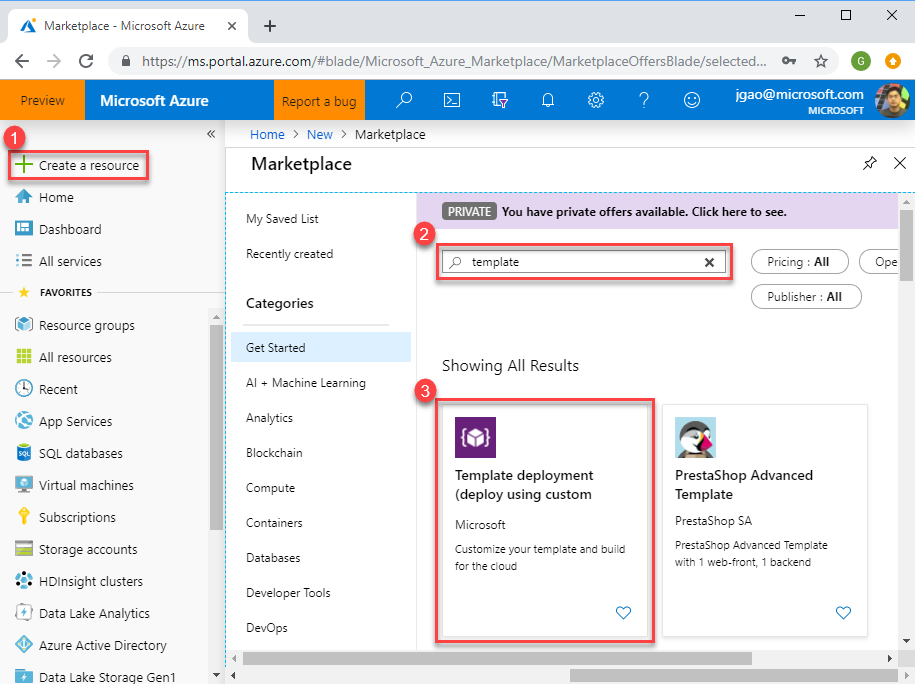 Marketplace - Microsoft Azure
https://ms.portal.azure.com/#blade/Microsoft_Azure_Marketplace/MarketplaceOffersBlade/selected...
G
Preview
Microsoft Azure
Report a bug
jgao@microsoft.com
MICROSOFT
1
Create a resource
Home
Dashboard
All services
FAVORITES
Resource groups
All resources
Recent
App Services
SQL databases
Virtual machines
Subscriptions
Storage accounts
HDInsight clusters
Data Lake Analytics
Azure Active Directory
Data Lake Storage Gen1
Home > New > Marketplace
Marketplace
My Saved List
Recently created
Categories
Get Started
AI + Machine Learning
Analytics
Blockchain
Compute
Containers
Databases
Developer Tools
DevOps
PRIVATE You have private offers available. Click here to see.
2
template
Pricing : All
Ope
Publisher : All
Showing All Results
3
Template deployment
(deploy using custom
Microsoft
Customize your template and build
for the cloud
PrestaShop Advanced
Template
PrestaShop SA
PrestaShop Advanced Template
with 1 web-front, 1 backend